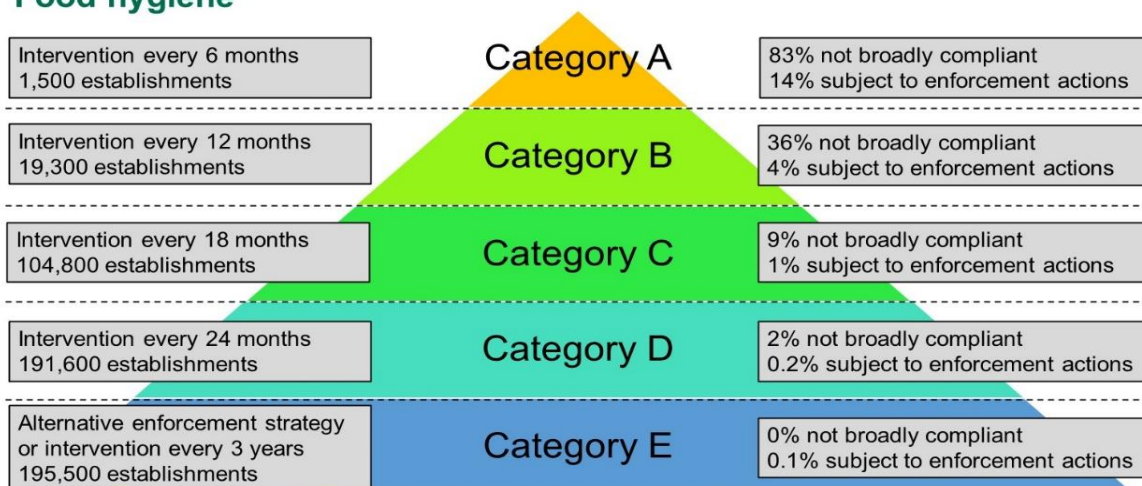 Food hygiene
Intervention every 6 months
1,500 establishments
Category A
83% not broadly compliant
14% subject to enforcement actions
Intervention every 12 months
19,300 establishments
Category B
36% not broadly compliant
4% subject to enforcement actions
Intervention every 18 months
104,800 establishments
Category C
9% not broadly compliant
1% subject to enforcement actions
Intervention every 24 months
191,600 establishments
Category D
2% not broadly compliant
0.2% subject to enforcement actions
Alternative enforcement strategy
or intervention every 3 years
195,500 establishments
Category E
0% not broadly compliant
0.1% subject to enforcement actions